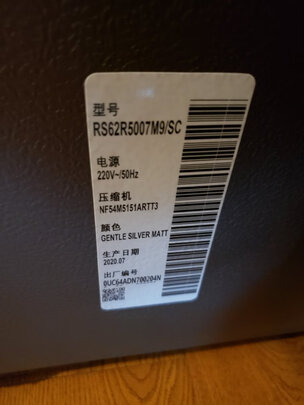 型号
RS62R5007M9/SC
电源
220V~/50Hz
压缩机
NF54M5151ARTT3
颜色
GENTLE SILVER MATT
生产日期
2020.07
出厂编号
0UC64ADN700204N